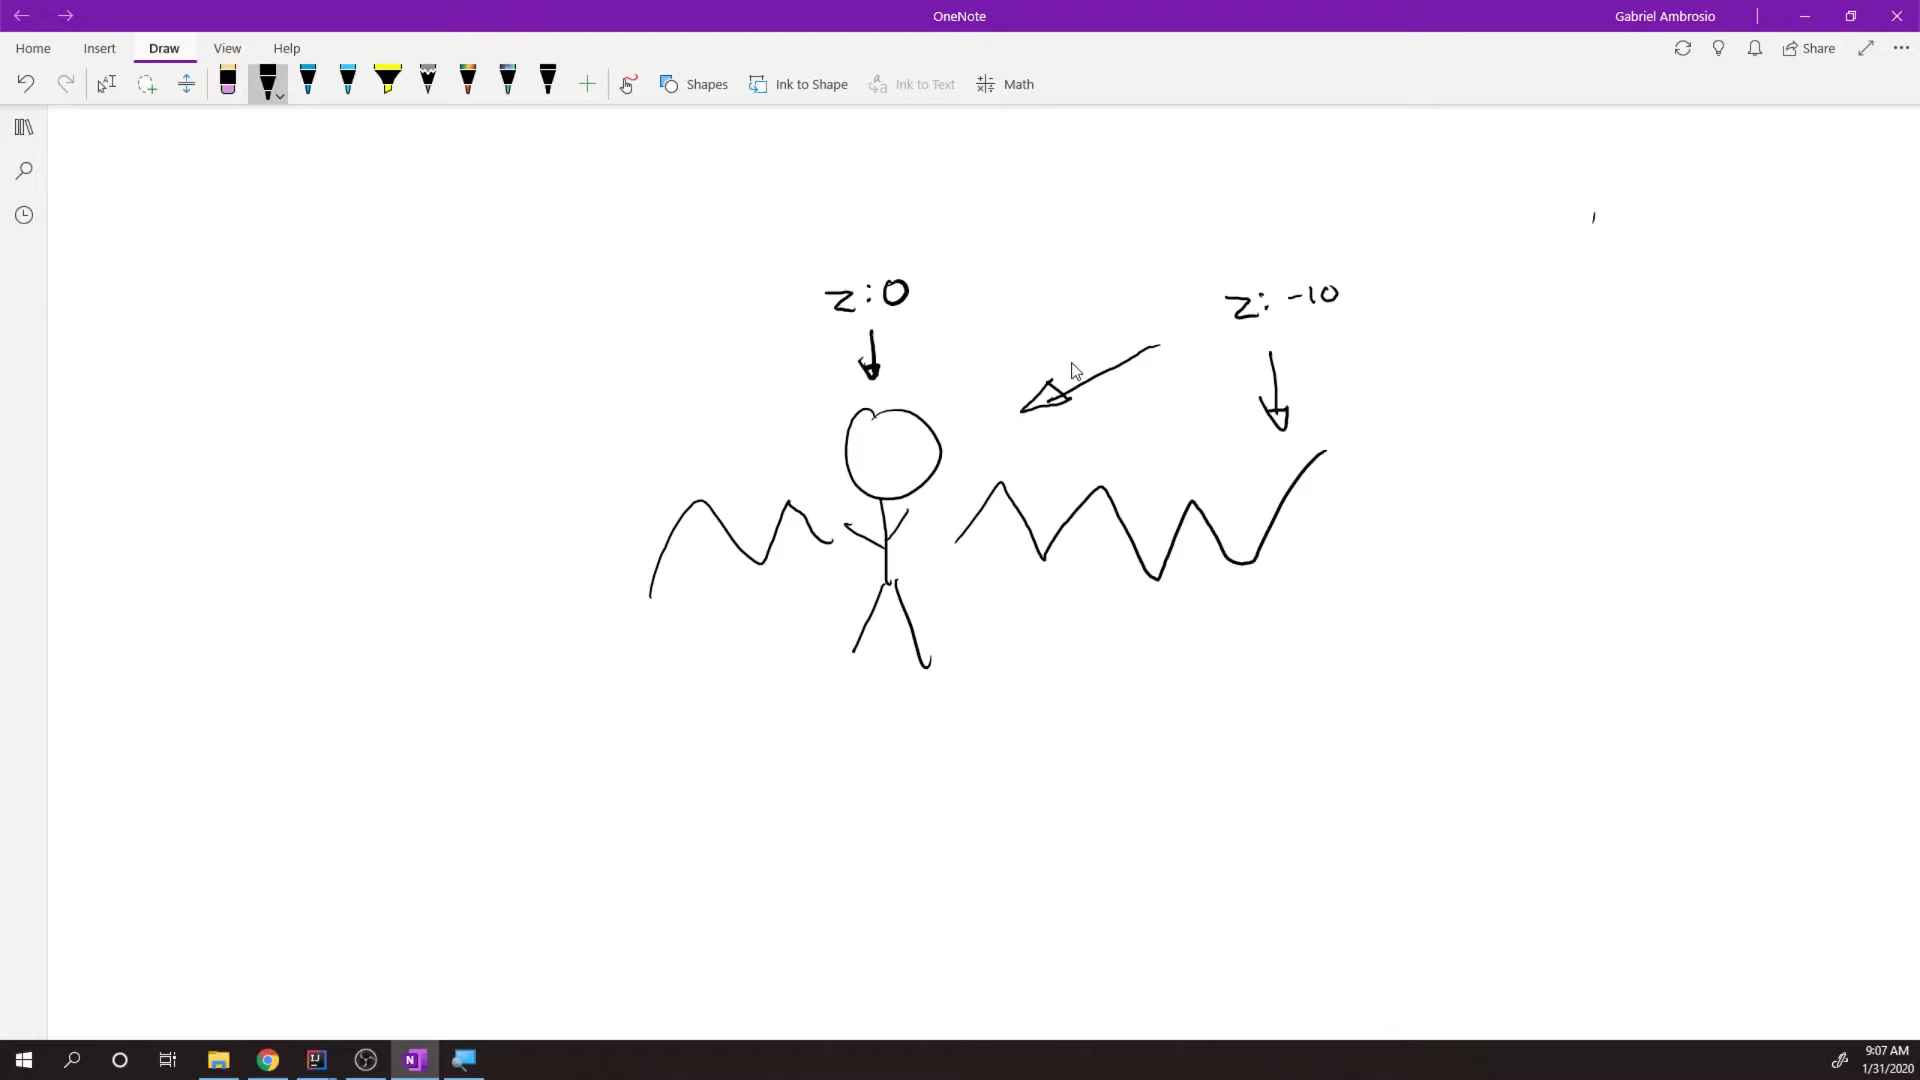 OneNote
Gabriel Ambrosio
Home Insert Draw View Help
Share
Shapes Ink to Shape Ink to Text Math
z:0
z:-10
9:07 AM
1/31/2020